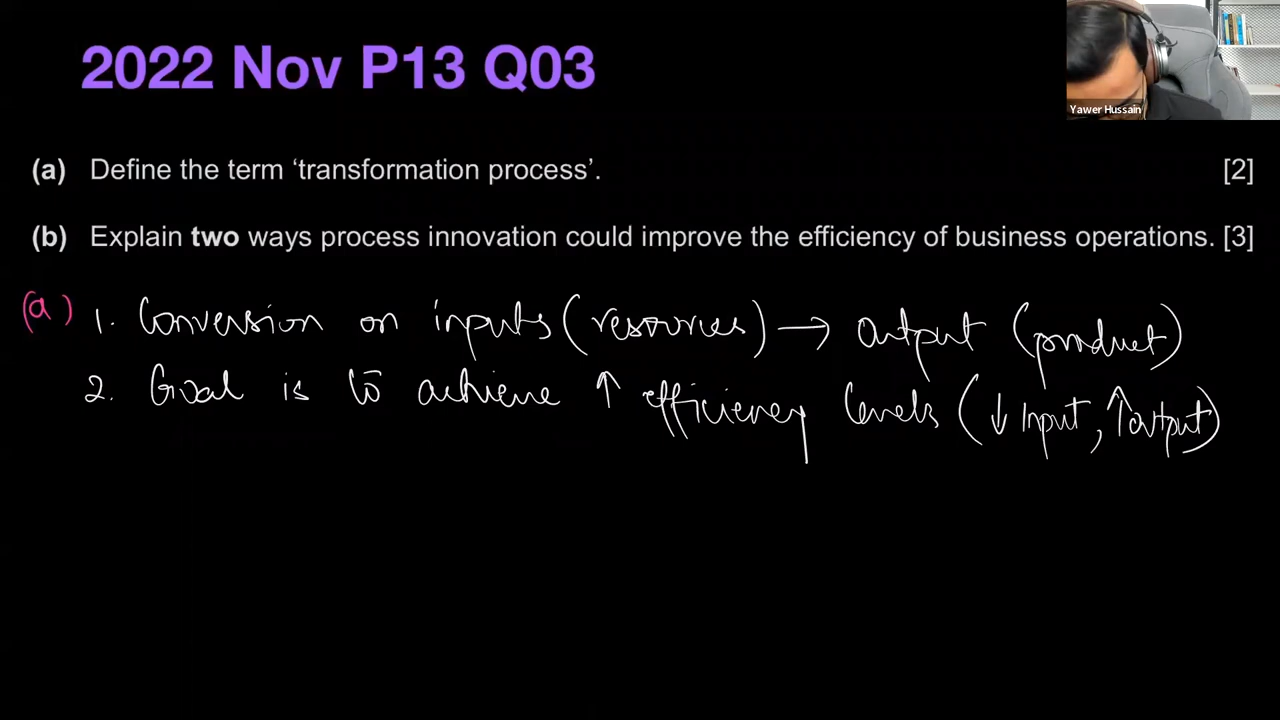 2022 Nov P13 Q03
Yawer Hussain
(a) Define the term ‘transformation process’. [2]
(b) Explain two ways process innovation could improve the efficiency of business operations. [3]
(a) 1. Conversion on inputs (resources) → output (product)
2. Goal is to achieve ↑ efficiency levels (↓ input, ↑ output)